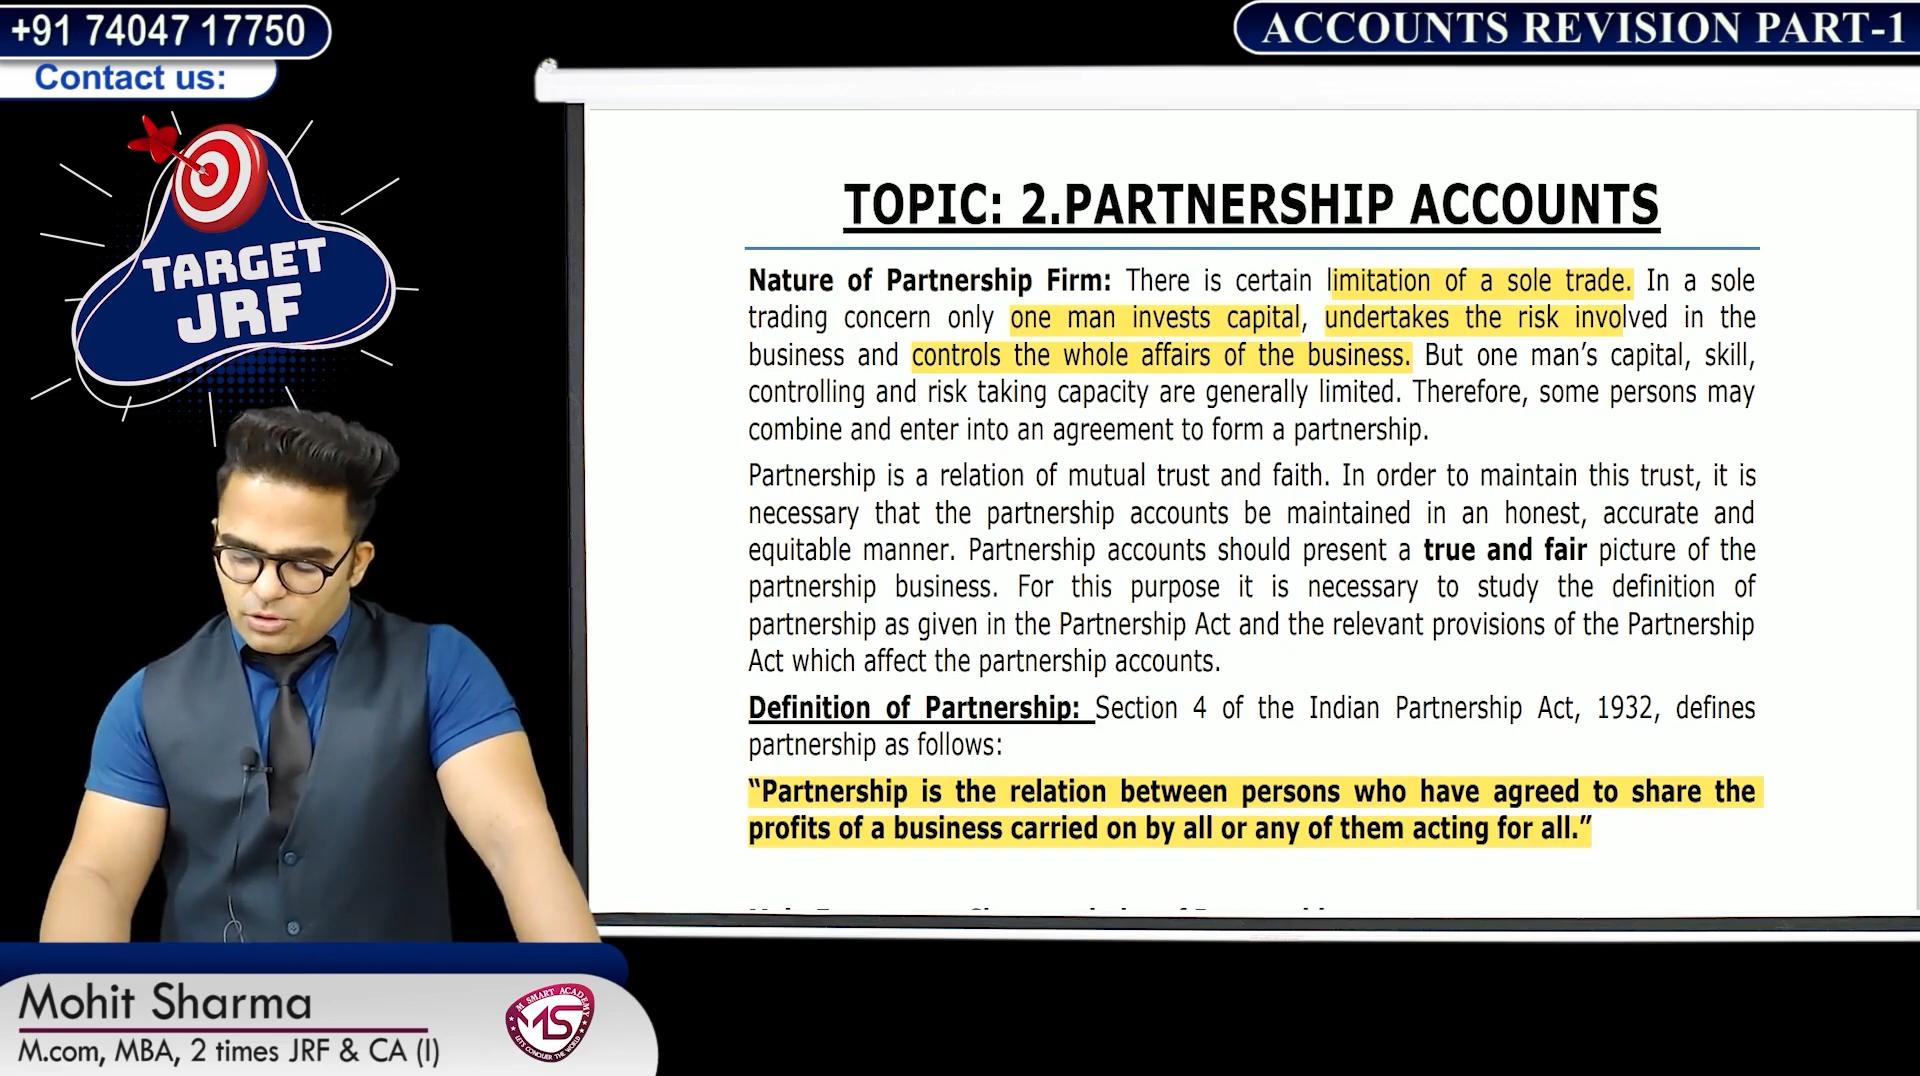 +91 74047 17750
Contact us:
ACCOUNTS REVISION PART-1
TARGET
JRF
TOPIC: 2.PARTNERSHIP ACCOUNTS
Nature of Partnership Firm: There is certain limitation of a sole trade. In a sole
trading concern only one man invests capital, undertakes the risk involved in the
business and controls the whole affairs of the business. But one man’s capital, skill,
controlling and risk taking capacity are generally limited. Therefore, some persons may
combine and enter into an agreement to form a partnership.
Partnership is a relation of mutual trust and faith. In order to maintain this trust, it is
necessary that the partnership accounts be maintained in an honest, accurate and
equitable manner. Partnership accounts should present a true and fair picture of the
partnership business. For this purpose it is necessary to study the definition of
partnership as given in the Partnership Act and the relevant provisions of the Partnership
Act which affect the partnership accounts.
Definition of Partnership: Section 4 of the Indian Partnership Act, 1932, defines
partnership as follows:
“Partnership is the relation between persons who have agreed to share the
profits of a business carried on by all or any of them acting for all.”
Mohit Sharma
M.com, MBA, 2 times JRF & CA (I)
M SMART ACADEMY
MS
LET'S CONQUER THE WORLD